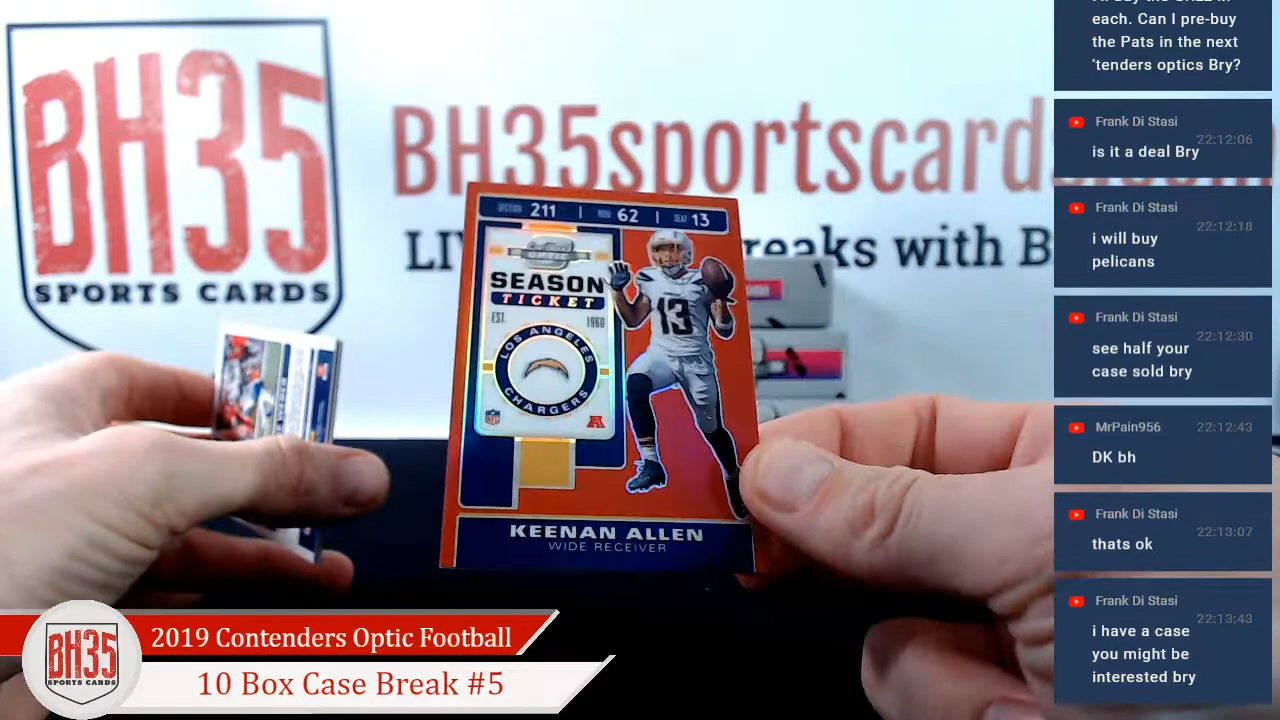 BH35
SPORTS CARDS
BH35sportscards
LI
reaks with B
SECTION 211 | ROW 62 | SEAT 13
SEASON
TICKET
EST. 1960
LOS ANGELES
CHARGERS
NFL
A
13
KEENAN ALLEN
WIDE RECEIVER
each. Can I pre-buy
the Pats in the next
'tenders optics Bry?
Frank Di Stasi
22:12:06
is it a deal Bry
Frank Di Stasi
22:12:18
i will buy
pelicans
Frank Di Stasi
22:12:30
see half your
case sold bry
MrPain956 22:12:43
DK bh
Frank Di Stasi
22:13:07
thats ok
Frank Di Stasi
22:13:43
i have a case
you might be
interested bry
BH35
SPORTS CARDS
2019 Contenders Optic Football
10 Box Case Break #5